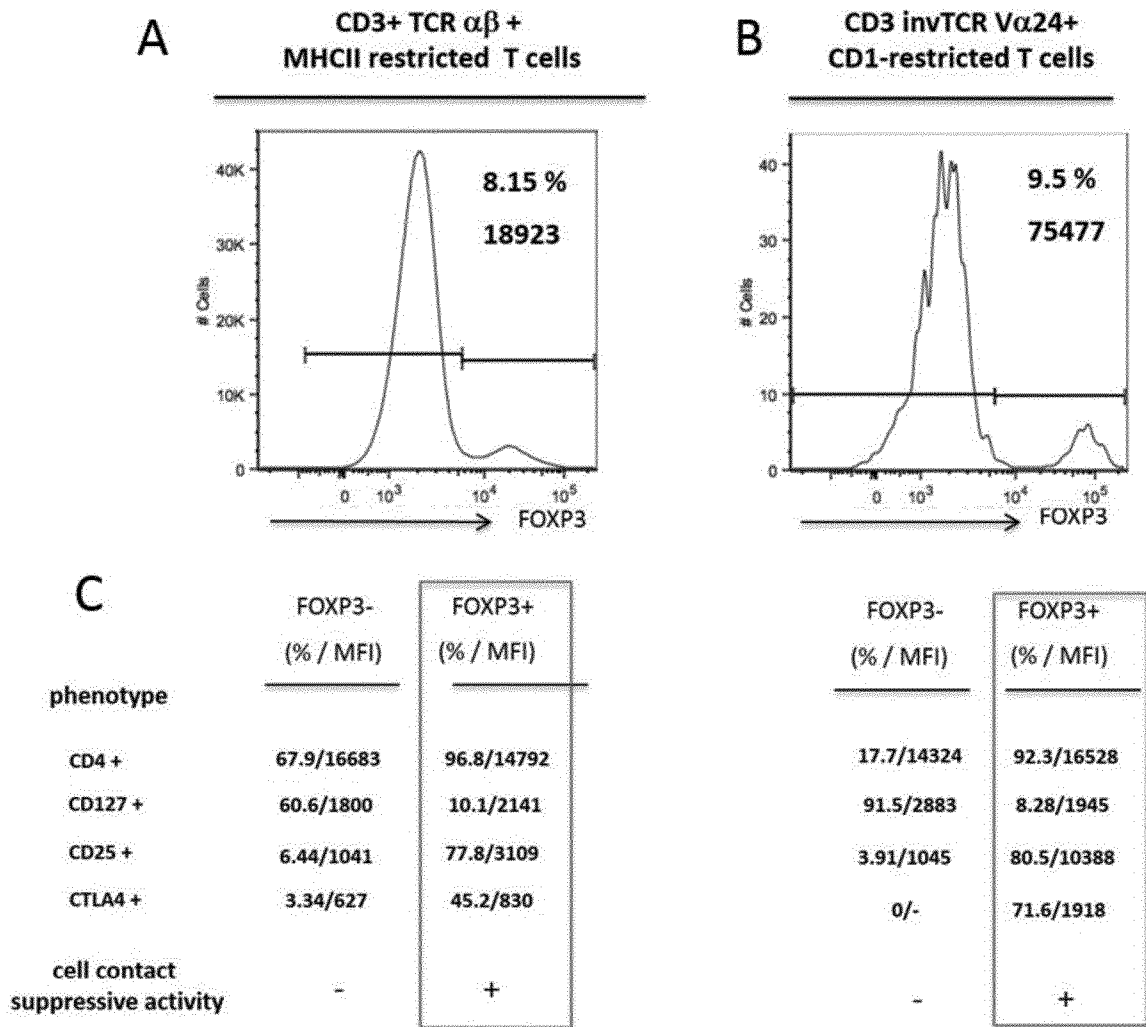 A
CD3+ TCR αβ +
MHCII restricted T cells
8.15 %
18923
40K
30K
20K
10K
0
# Cells
0 10³ 10⁴ 10⁵
FOXP3
B
CD3 invTCR Vα24+
CD1-restricted T cells
9.5 %
75477
40
30
20
10
0
# Cells
0 10³ 10⁴ 10⁵
FOXP3
C
FOXP3- FOXP3+ FOXP3- FOXP3+
(% / MFI) (% / MFI) (% / MFI) (% / MFI)
phenotype
CD4 + 67.9/16683 96.8/14792 17.7/14324 92.3/16528
CD127 + 60.6/1800 10.1/2141 91.5/2883 8.28/1945
CD25 + 6.44/1041 77.8/3109 3.91/1045 80.5/10388
CTLA4 + 3.34/627 45.2/830 0/- 71.6/1918
cell contact
suppressive activity - + - +